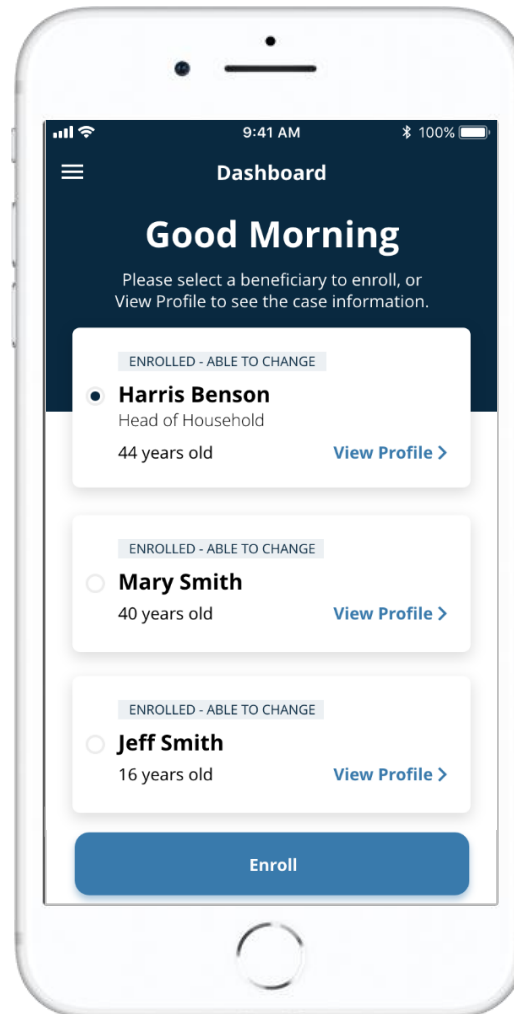 9:41 AM
100%
Dashboard
Good Morning
Please select a beneficiary to enroll, or
View Profile to see the case information.
ENROLLED - ABLE TO CHANGE
Harris Benson
Head of Household
44 years old View Profile
ENROLLED - ABLE TO CHANGE
Mary Smith
40 years old View Profile
ENROLLED - ABLE TO CHANGE
Jeff Smith
16 years old View Profile
Enroll